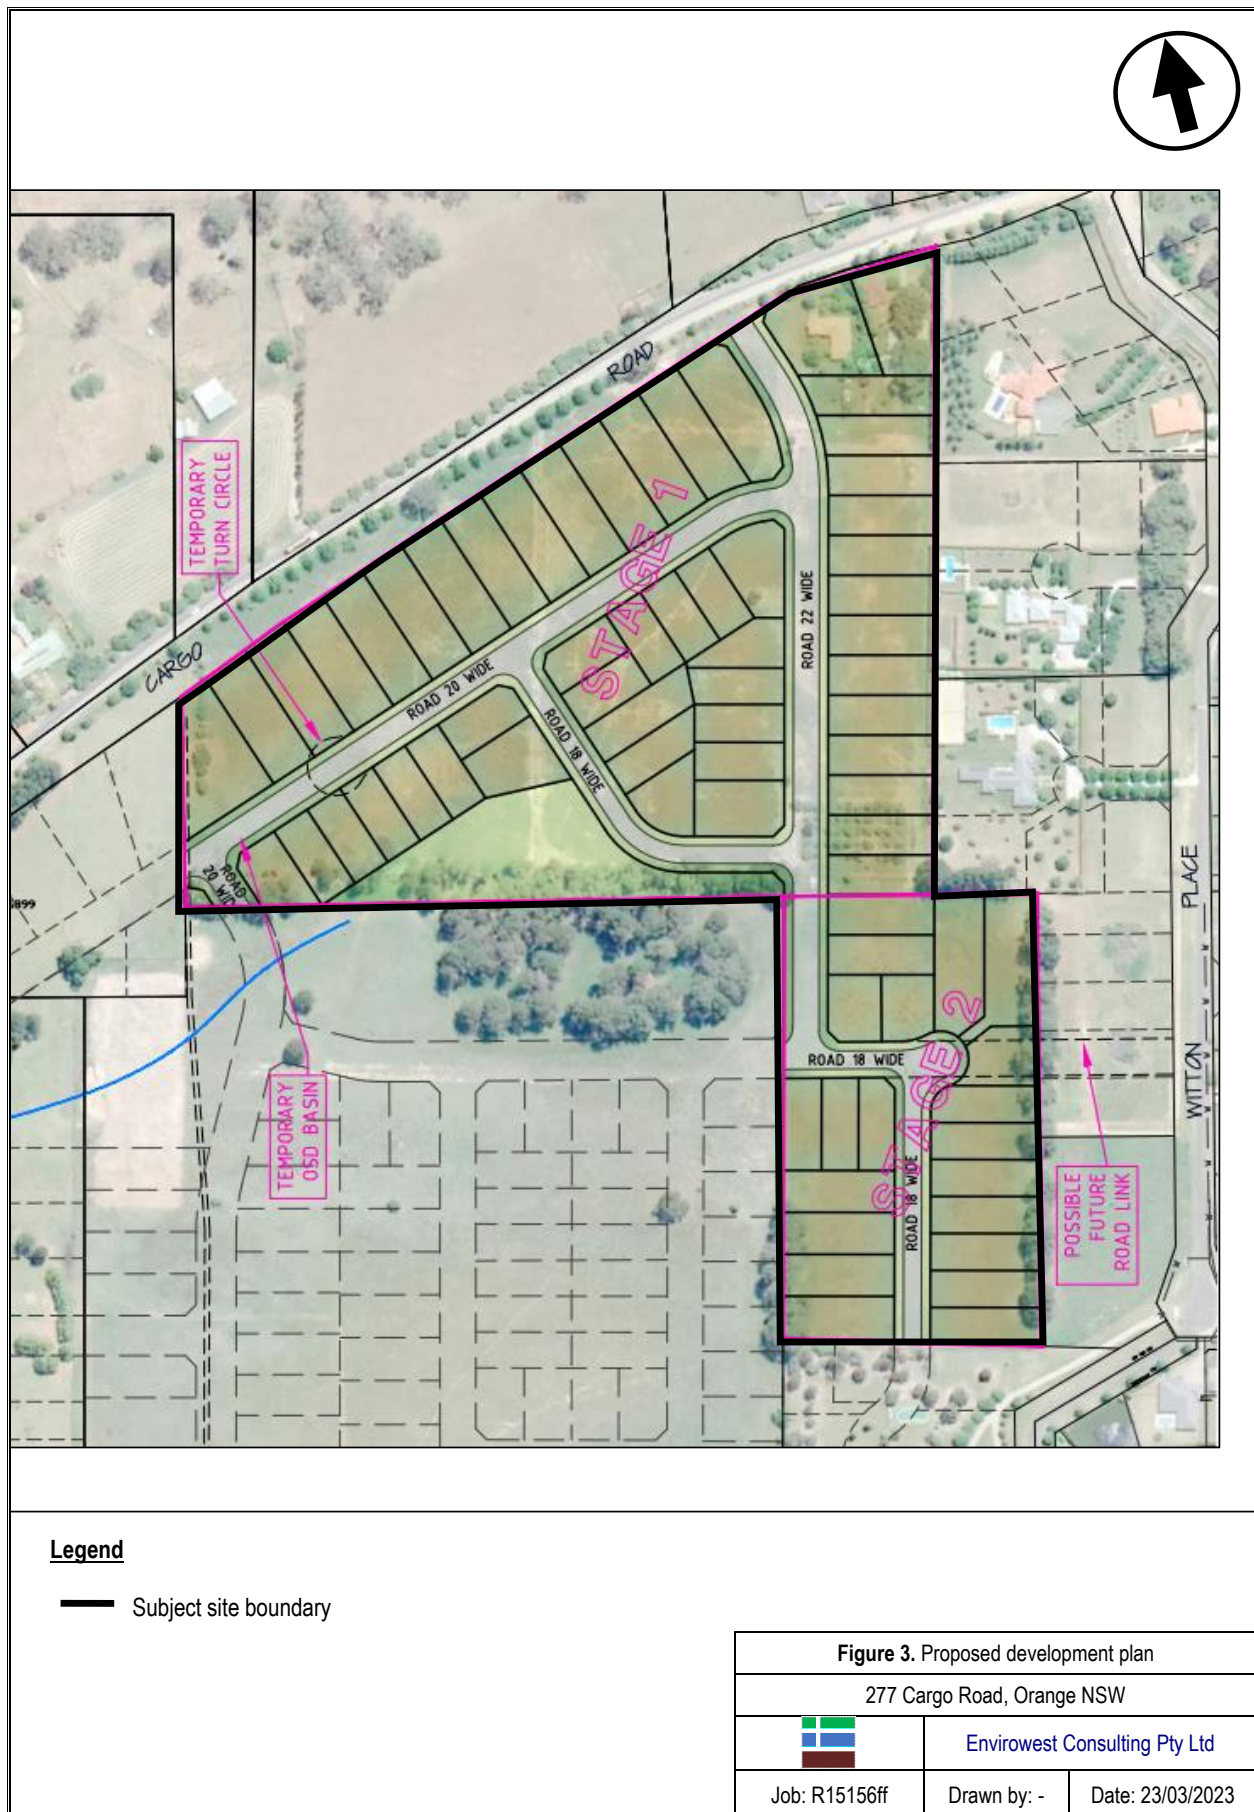 ROAD
CARGO
TEMPORARY
TURN CIRCLE
STAGE 1
ROAD 20 WIDE
ROAD 18 WIDE
ROAD 22 WIDE
ROAD
20 WID
899
WITTON PLACE
STAGE 2
ROAD 18 WIDE
ROAD 18 WIDE
TEMPORARY
OSD BASIN
POSSIBLE
FUTURE
ROAD LINK
Legend
Subject site boundary
Figure 3. Proposed development plan
277 Cargo Road, Orange NSW
Envirowest Consulting Pty Ltd
Job: R15156ff
Drawn by: -
Date: 23/03/2023